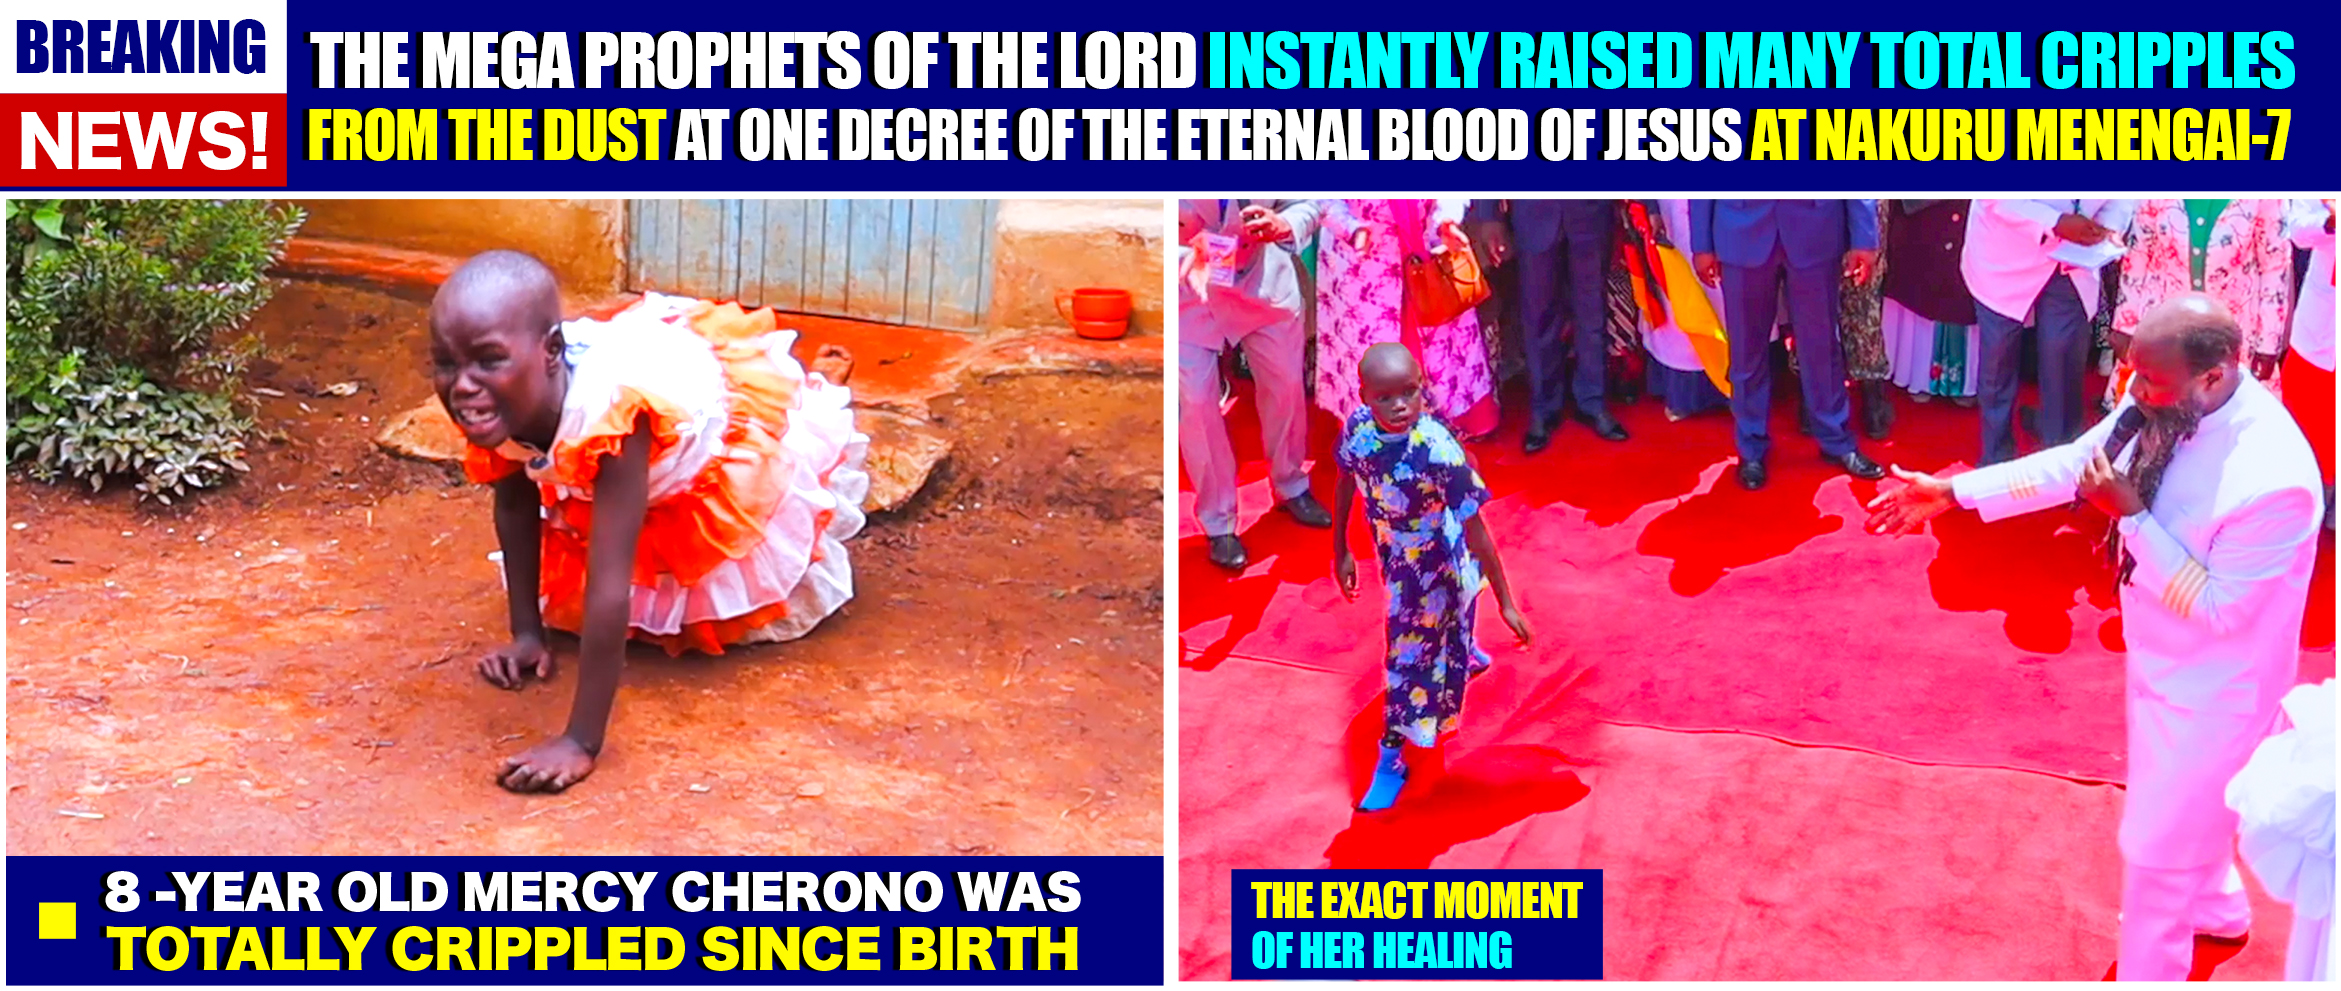 BREAKING
NEWS!
THE MEGA PROPHETS OF THE LORD INSTANTLY RAISED MANY TOTAL CRIPPLES
FROM THE DUST AT ONE DECREE OF THE ETERNAL BLOOD OF JESUS AT NAKURU MENENGAI-7
8 -YEAR OLD MERCY CHERONO WAS
TOTALLY CRIPPLED SINCE BIRTH
THE EXACT MOMENT
OF HER HEALING